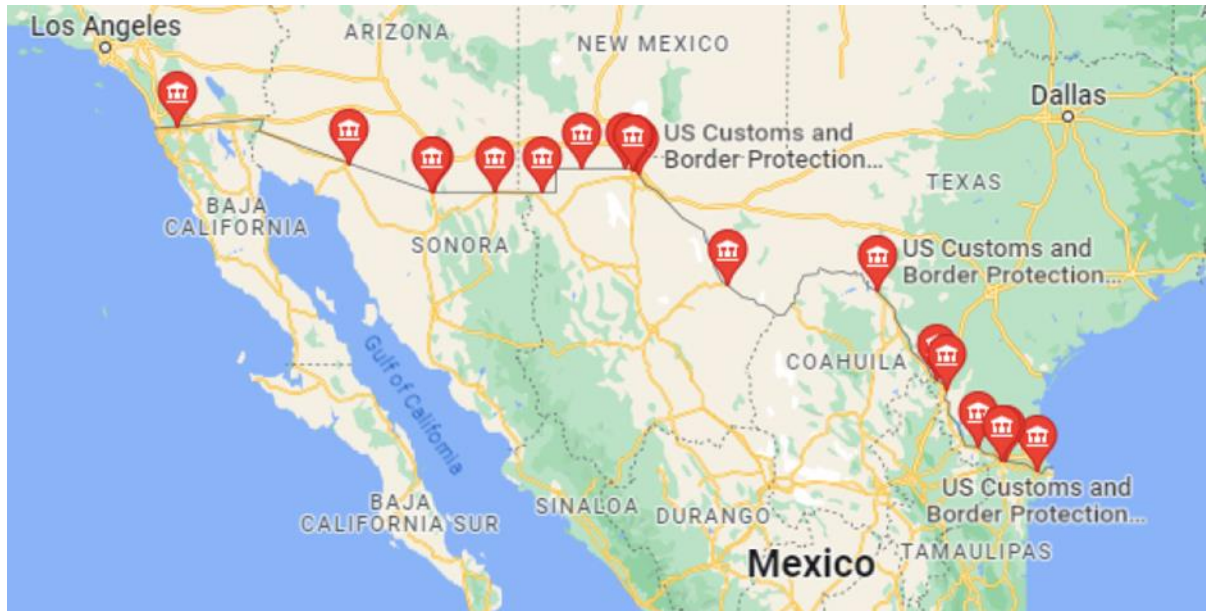 Los Angeles
ARIZONA
NEW MEXICO
Dallas
US Customs and
Border Protection...
TEXAS
BAJA
CALIFORNIA
SONORA
US Customs and
Border Protection...
Gulf of California
COAHUILA
BAJA
CALIFORNIA SUR
SINALOA
DURANGO
US Customs and
Border Protection...
Mexico
TAMAULIPAS